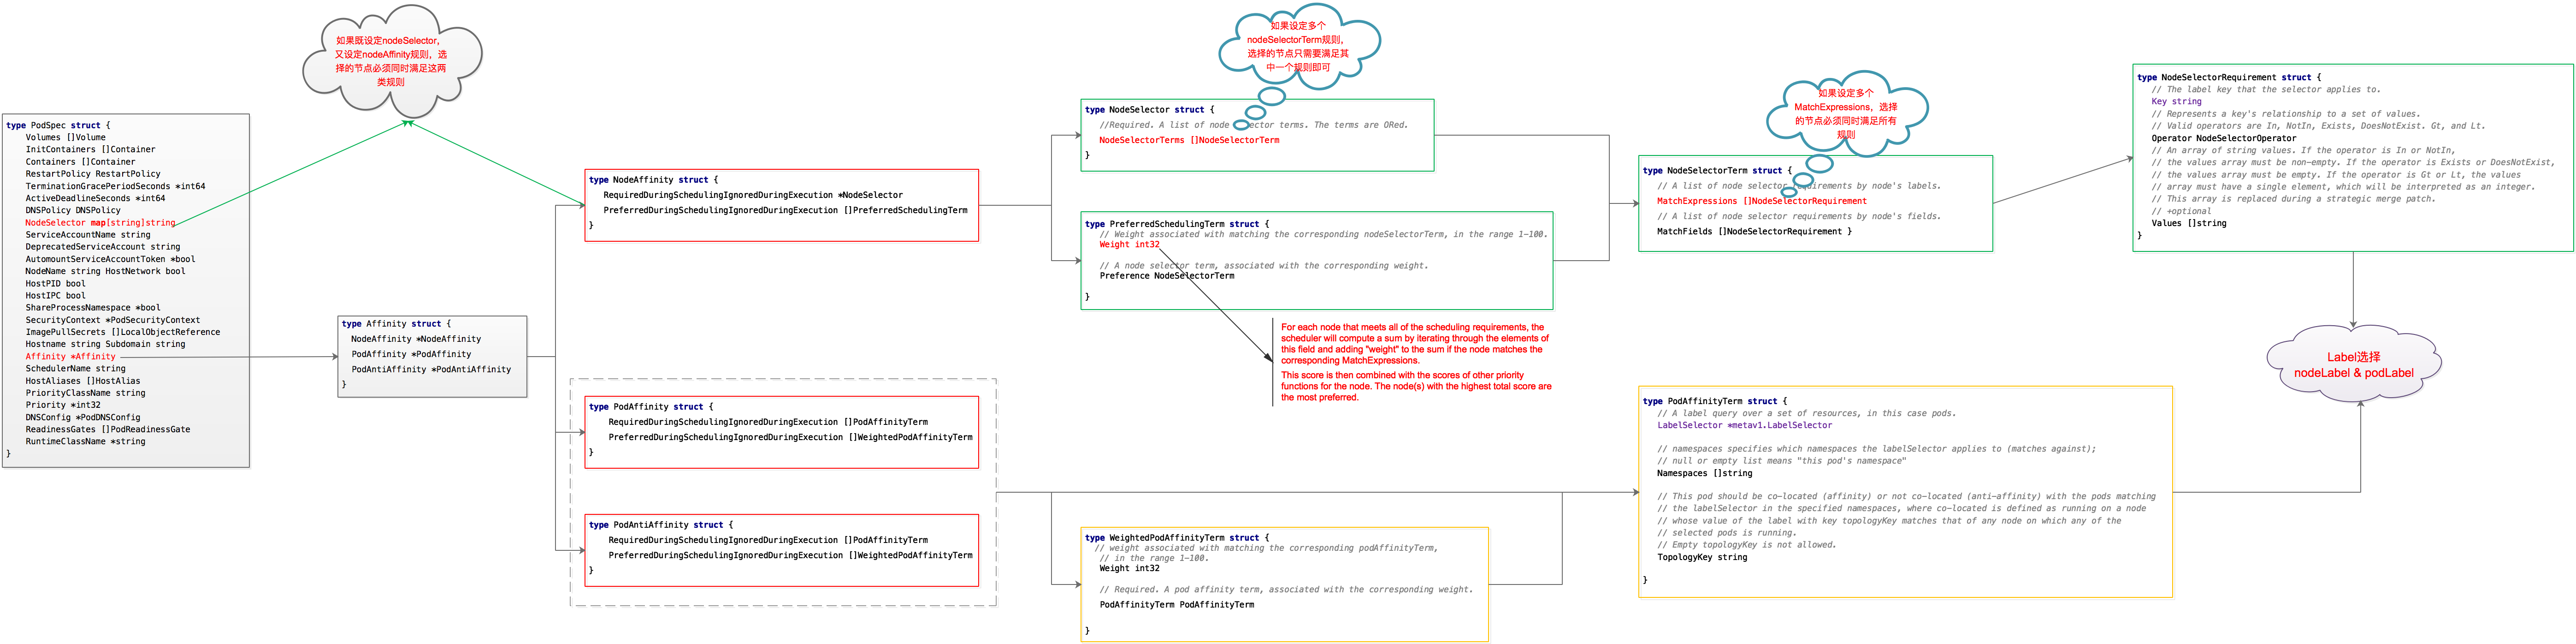 如果既设定nodeSelector,
又设定nodeAffinity规则，选
择的节点必须同时满足这两
类规则
type PodSpec struct {
Volumes []Volume
InitContainers []Container
Containers []Container
RestartPolicy RestartPolicy
TerminationGracePeriodSeconds *int64
ActiveDeadlineSeconds *int64
DNSPolicy DNSPolicy
NodeSelector map[string]string
ServiceAccountName string
DeprecatedServiceAccount string
AutomountServiceAccountToken *bool
NodeName string HostNetwork bool
HostPID bool
HostIPC bool
ShareProcessNamespace *bool
SecurityContext *PodSecurityContext
ImagePullSecrets []LocalObjectReference
Hostname string Subdomain string
Affinity *Affinity
SchedulerName string
HostAliases []HostAlias
PriorityClassName string
Priority *int32
DNSConfig *PodDNSConfig
ReadinessGates []PodReadinessGate
RuntimeClassName *string
}
type Affinity struct {
NodeAffinity *NodeAffinity
PodAffinity *PodAffinity
PodAntiAffinity *PodAntiAffinity
}
type NodeAffinity struct {
RequiredDuringSchedulingIgnoredDuringExecution *NodeSelector
PreferredDuringSchedulingIgnoredDuringExecution []PreferredSchedulingTerm
}
type PodAffinity struct {
RequiredDuringSchedulingIgnoredDuringExecution []PodAffinityTerm
PreferredDuringSchedulingIgnoredDuringExecution []WeightedPodAffinityTerm
}
type PodAntiAffinity struct {
RequiredDuringSchedulingIgnoredDuringExecution []PodAffinityTerm
PreferredDuringSchedulingIgnoredDuringExecution []WeightedPodAffinityTerm
}
如果设定多个
nodeSelectorTerm规则，
选择的节点只需要满足其
中一个规则即可
type NodeSelector struct {
//Required. A list of node ector terms. The terms are ORed.
NodeSelectorTerms []NodeSelectorTerm
}
type PreferredSchedulingTerm struct {
// Weight associated with matching the corresponding nodeSelectorTerm, in the range 1-100.
Weight int32
// A node selector term, associated with the corresponding weight.
Preference NodeSelectorTerm
}
For each node that meets all of the scheduling requirements, the
scheduler will compute a sum by iterating through the elements of
this field and adding "weight" to the sum if the node matches the
corresponding MatchExpressions.
This score is then combined with the scores of other priority
functions for the node. The node(s) with the highest total score are
the most preferred.
type WeightedPodAffinityTerm struct {
// weight associated with matching the corresponding podAffinityTerm,
// in the range 1-100.
Weight int32
// Required. A pod affinity term, associated with the corresponding weight.
PodAffinityTerm PodAffinityTerm
}
如果设定多个
MatchExpressions，选择
的节点必须同时满足所有
规则
type NodeSelectorTerm struct {
// A list of node selector requirements by node's labels.
MatchExpressions []NodeSelectorRequirement
// A list of node selector requirements by node's fields.
MatchFields []NodeSelectorRequirement }
type PodAffinityTerm struct {
// A label query over a set of resources, in this case pods.
LabelSelector *metav1.LabelSelector
// namespaces specifies which namespaces the labelSelector applies to (matches against);
// null or empty list means "this pod's namespace"
Namespaces []string
// This pod should be co-located (affinity) or not co-located (anti-affinity) with the pods matching
// the labelSelector in the specified namespaces, where co-located is defined as running on a node
// whose value of the label with key topologyKey matches that of any node on which any of the
// selected pods is running.
// Empty topologyKey is not allowed.
TopologyKey string
}
type NodeSelectorRequirement struct {
// The label key that the selector applies to.
Key string
// Represents a key's relationship to a set of values.
// Valid operators are In, NotIn, Exists, DoesNotExist. Gt, and Lt.
Operator NodeSelectorOperator
// An array of string values. If the operator is In or NotIn,
// the values array must be non-empty. If the operator is Exists or DoesNotExist,
// the values array must be empty. If the operator is Gt or Lt, the values
// array must have a single element, which will be interpreted as an integer.
// This array is replaced during a strategic merge patch.
// +optional
Values []string
}
Label选择
nodeLabel & podLabel